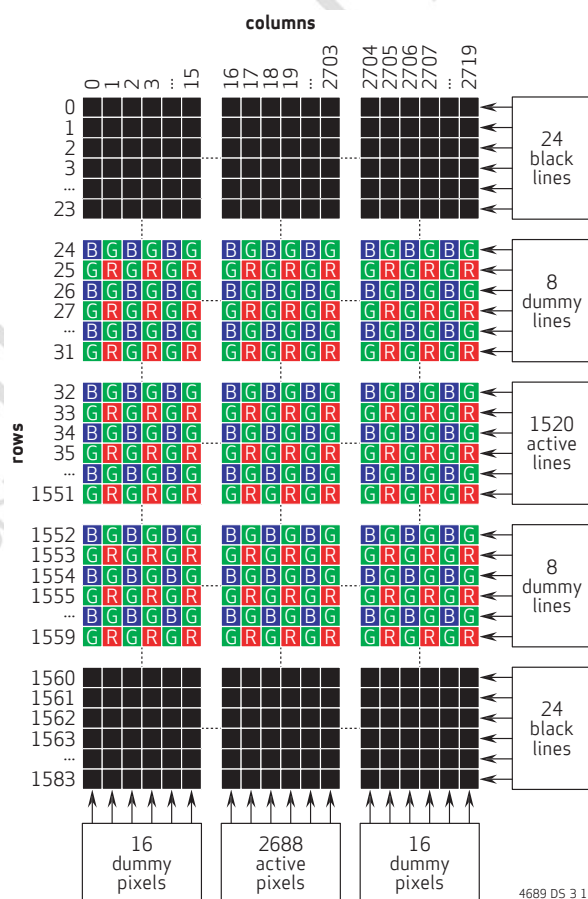 columns
0 1 2 3 ... 15 16 17 18 19 ... 2703 2704 2705 2706 2707 ... 2719
0
1
2
3
...
23
24
black
lines
24 B G B G B G B G B G B G B G B G B G
25 G R G R G R G R G R G R G R G R G R
26 B G B G B G B G B G B G B G B G B G
27 G R G R G R G R G R G R G R G R G R
... B G B G B G B G B G B G B G B G B G
31 G R G R G R G R G R G R G R G R G R
8
dummy
lines
rows
32 B G B G B G B G B G B G B G B G B G
33 G R G R G R G R G R G R G R G R G R
34 B G B G B G B G B G B G B G B G B G
35 G R G R G R G R G R G R G R G R G R
... B G B G B G B G B G B G B G B G B G
1551 G R G R G R G R G R G R G R G R G R
1520
active
lines
1552 B G B G B G B G B G B G B G B G B G
1553 G R G R G R G R G R G R G R G R G R
1554 B G B G B G B G B G B G B G B G B G
1555 G R G R G R G R G R G R G R G R G R
... B G B G B G B G B G B G B G B G B G
1559 G R G R G R G R G R G R G R G R G R
8
dummy
lines
1560
1561
1562
1563
...
1583
24
black
lines
16
dummy
pixels
2688
active
pixels
16
dummy
pixels
4689 DS 3 1